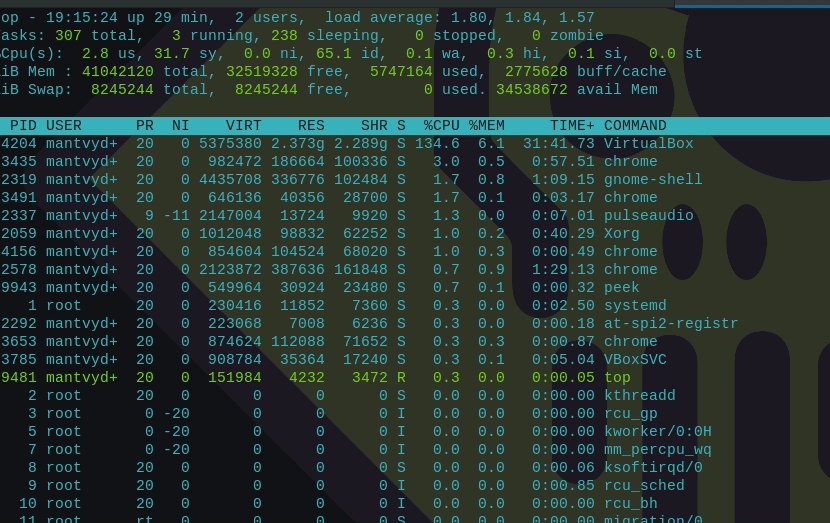 op - 19:15:24 up 29 min,  2 users,  load average: 1.80, 1.84, 1.57
asks: 307 total,   3 running, 238 sleeping,   0 stopped,   0 zombie
Cpu(s):  2.8 us, 31.7 sy,  0.0 ni, 65.1 id,  0.1 wa,  0.3 hi,  0.1 si,  0.0 st
iB Mem : 41042120 total, 32519328 free,  5747164 used,  2775628 buff/cache
iB Swap:  8245244 total,  8245244 free,        0 used. 34538672 avail Mem
PID USER      PR  NI    VIRT    RES    SHR S  %CPU %MEM     TIME+ COMMAND
4204 mantvyd+  20   0 5375380 2.373g 2.289g S 134.6  6.1  31:41.73 VirtualBox
3435 mantvyd+  20   0  982472 186664 100336 S   3.0  0.5   0:57.51 chrome
2319 mantvyd+  20   0 4435708 336776 102484 S   1.7  0.8   1:09.15 gnome-shell
3491 mantvyd+  20   0  646136  40356  28700 S   1.7  0.1   0:03.17 chrome
2337 mantvyd+   9 -11 2147004  13724   9920 S   1.3  0.0   0:07.01 pulseaudio
2059 mantvyd+  20   0 1012048  98832  62252 S   1.0  0.2   0:40.29 Xorg
4156 mantvyd+  20   0  854604 104524  68020 S   1.0  0.3   0:00.49 chrome
2578 mantvyd+  20   0 2123872 387636 161848 S   0.7  0.9   1:29.13 chrome
9943 mantvyd+  20   0  549964  30924  23480 S   0.7  0.1   0:00.32 peek
1 root      20   0  230416  11852   7360 S   0.3  0.0   0:02.50 systemd
2292 mantvyd+  20   0  223068   7008   6236 S   0.3  0.0   0:00.18 at-spi2-registr
3653 mantvyd+  20   0  874624 112088  71652 S   0.3  0.3   0:00.87 chrome
3785 mantvyd+  20   0  908784  35364  17240 S   0.3  0.1   0:05.04 VBoxSVC
9481 mantvyd+  20   0  151984   4232   3472 R   0.3  0.0   0:00.05 top
2 root      20   0       0      0      0 S   0.0  0.0   0:00.00 kthreadd
3 root       0 -20       0      0      0 I   0.0  0.0   0:00.00 rcu_gp
5 root       0 -20       0      0      0 I   0.0  0.0   0:00.00 kworker/0:0H
7 root       0 -20       0      0      0 I   0.0  0.0   0:00.00 mm_percpu_wq
8 root      20   0       0      0      0 S   0.0  0.0   0:00.06 ksoftirqd/0
9 root      20   0       0      0      0 I   0.0  0.0   0:00.85 rcu_sched
10 root      20   0       0      0      0 I   0.0  0.0   0:00.00 rcu_bh
11 root      rt   0       0      0      0 S   0.0  0.0   0:00.00 migration/0